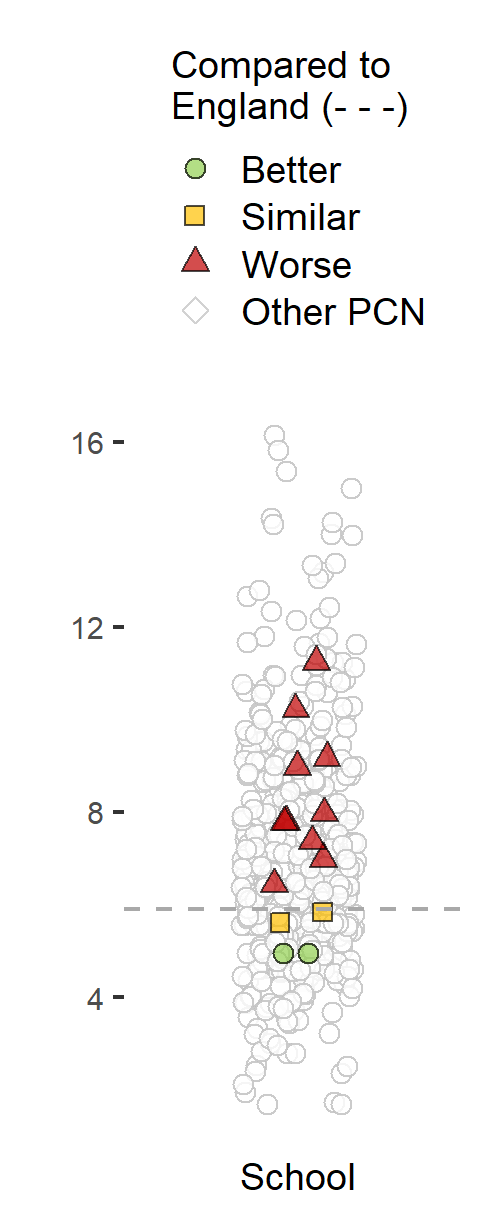 Compared to
England (- - -)
Better
Similar
Worse
Other PCN
16
12
8
4
School